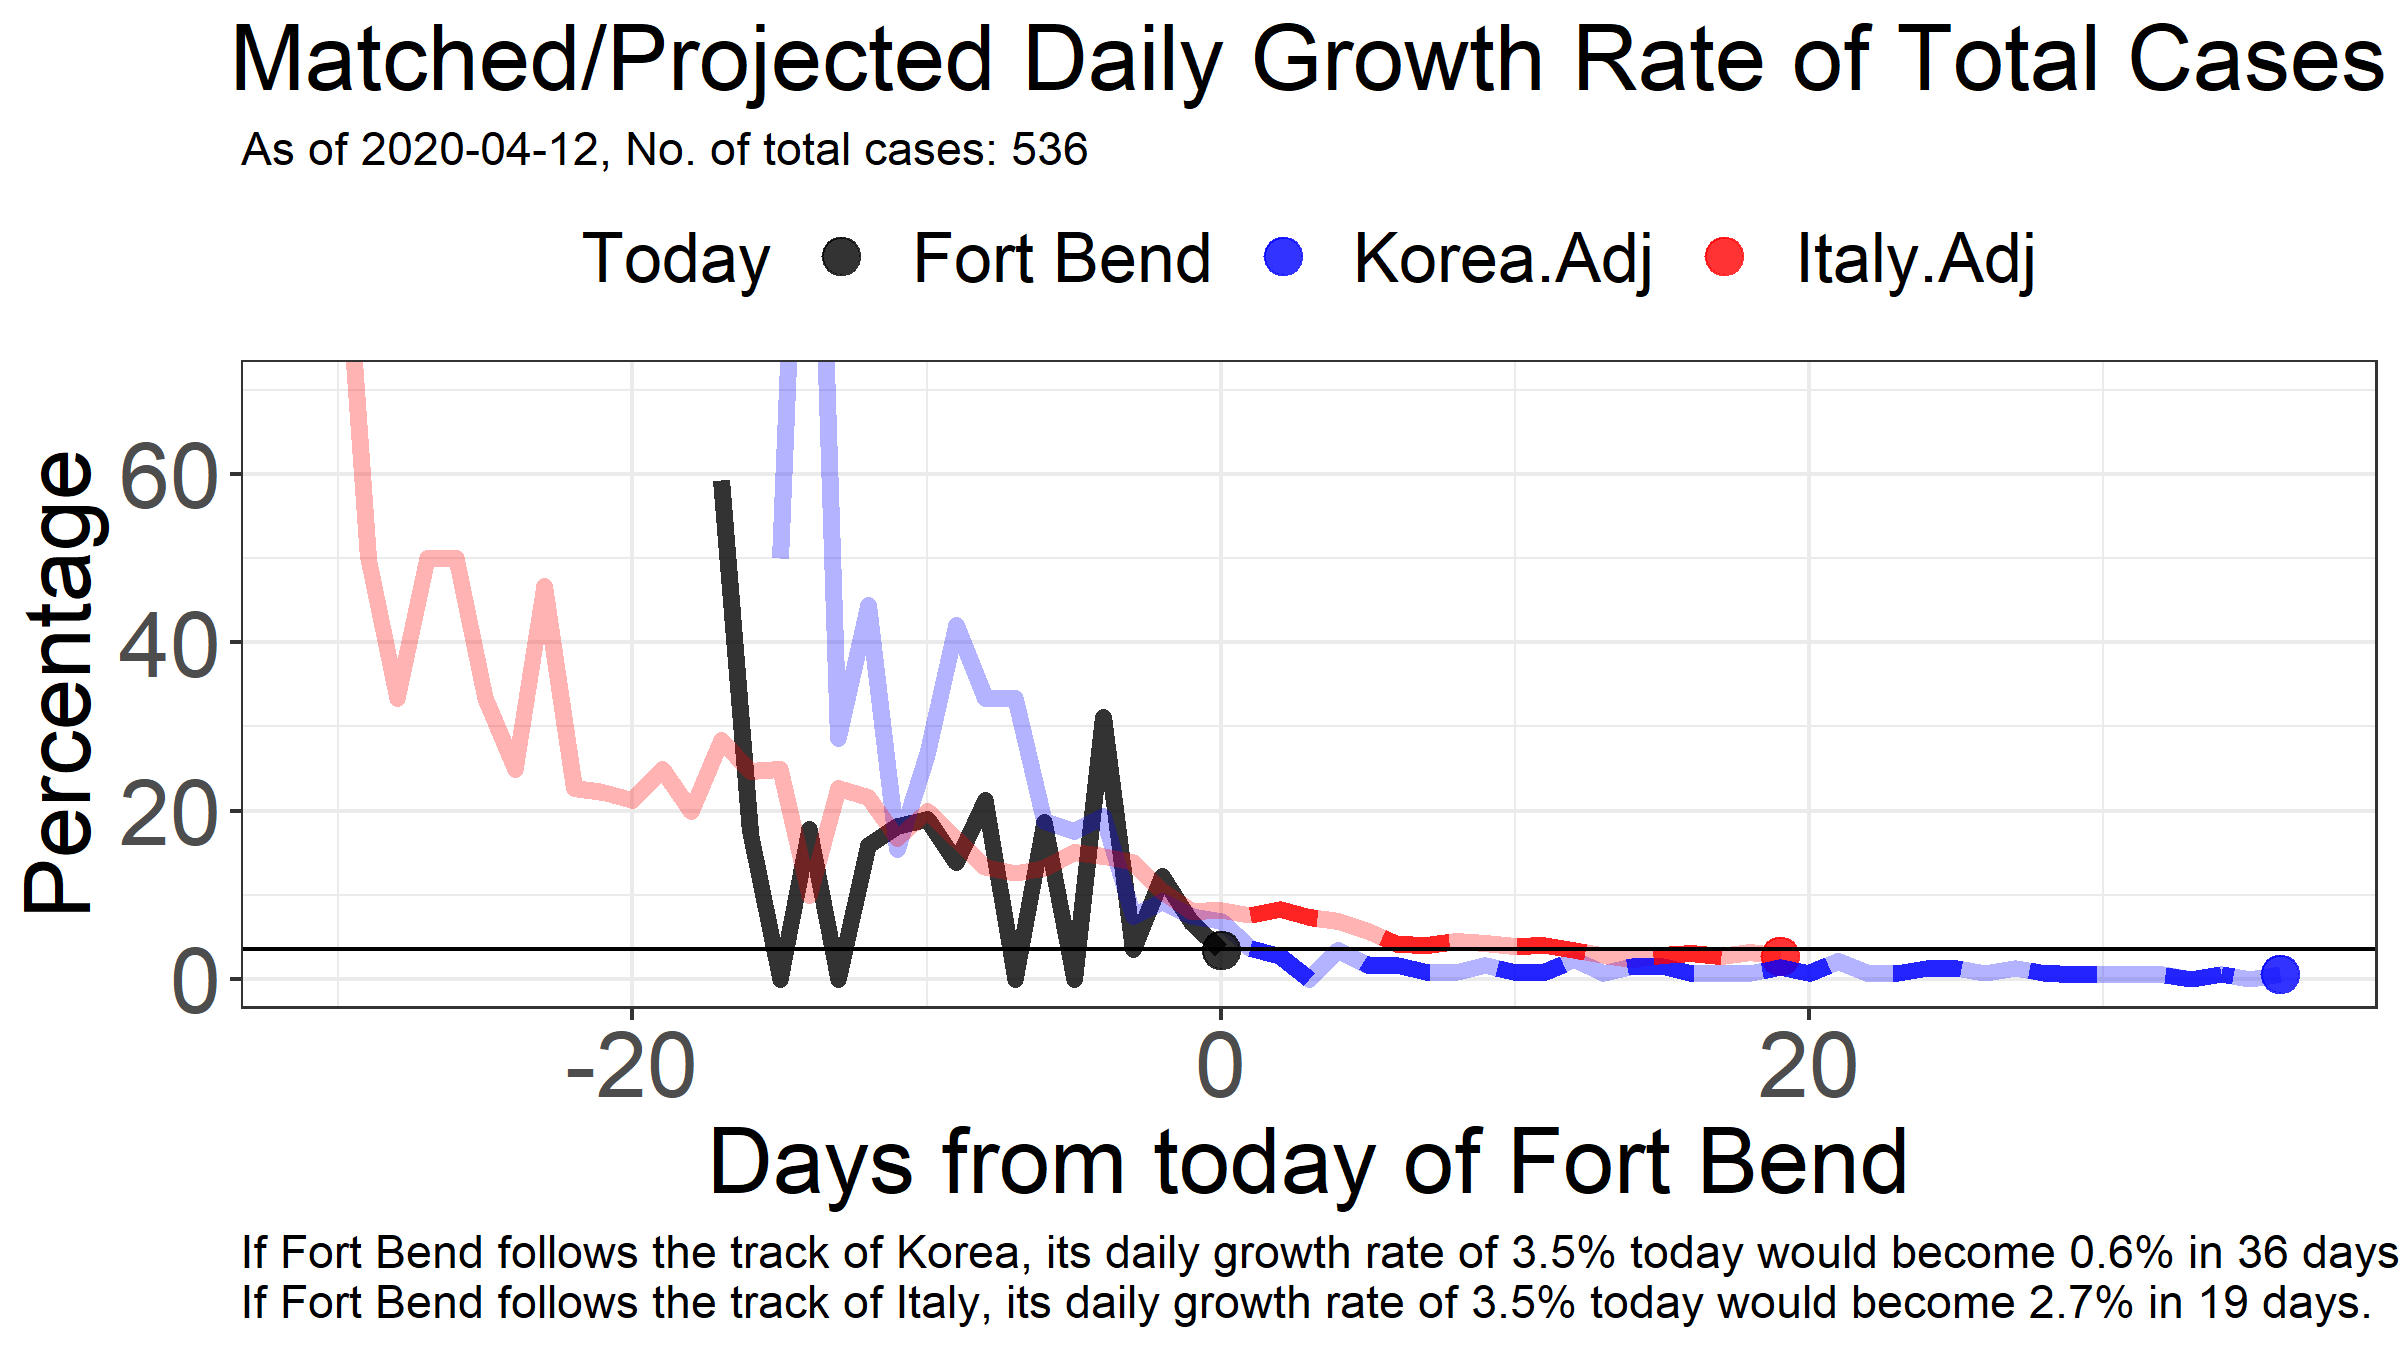 Matched/Projected Daily Growth Rate of Total Cases
As of 2020-04-12, No. of total cases: 536
Today Fort Bend Korea.Adj Italy.Adj
Percentage
60
40
20
0
-20 0 20
Days from today of Fort Bend
If Fort Bend follows the track of Korea, its daily growth rate of 3.5% today would become 0.6% in 36 days
If Fort Bend follows the track of Italy, its daily growth rate of 3.5% today would become 2.7% in 19 days.